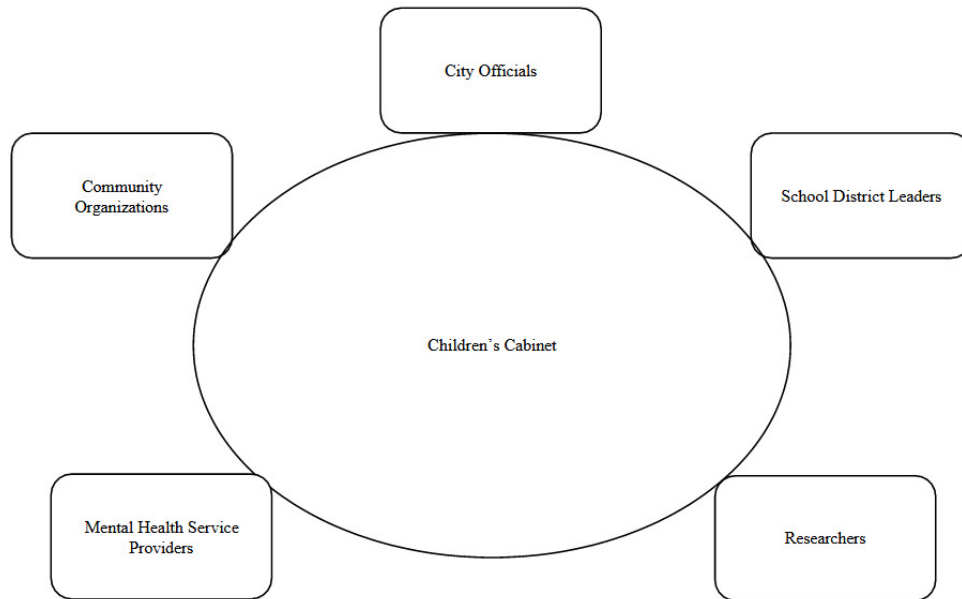 City Officials
Community
Organizations
School District Leaders
Children’s Cabinet
Mental Health Service
Providers
Researchers